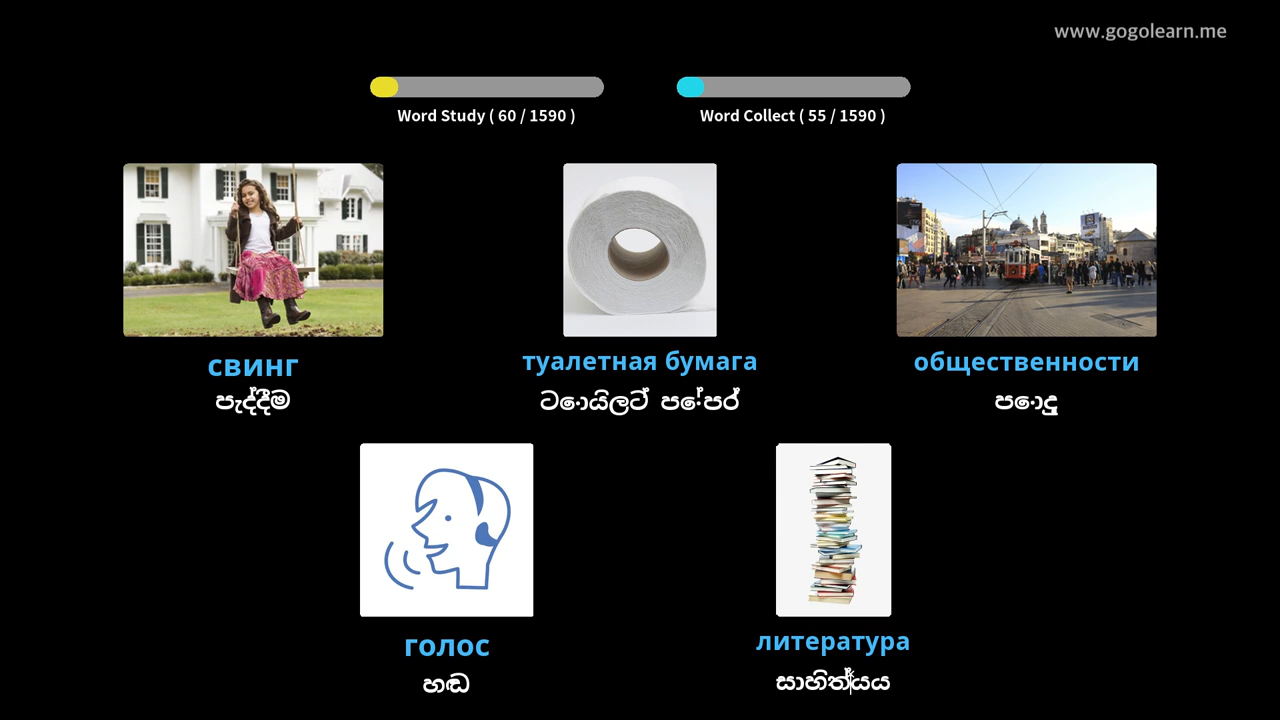 www.gogolearn.me
Word Study ( 60 / 1590 )
Word Collect ( 55 / 1590 )
свинг
පැද්දීම
туалетная бумага
ටොයිලට් පේපර්
общественности
පොදු
голос
හඬ
литература
සාහිත්‍යය